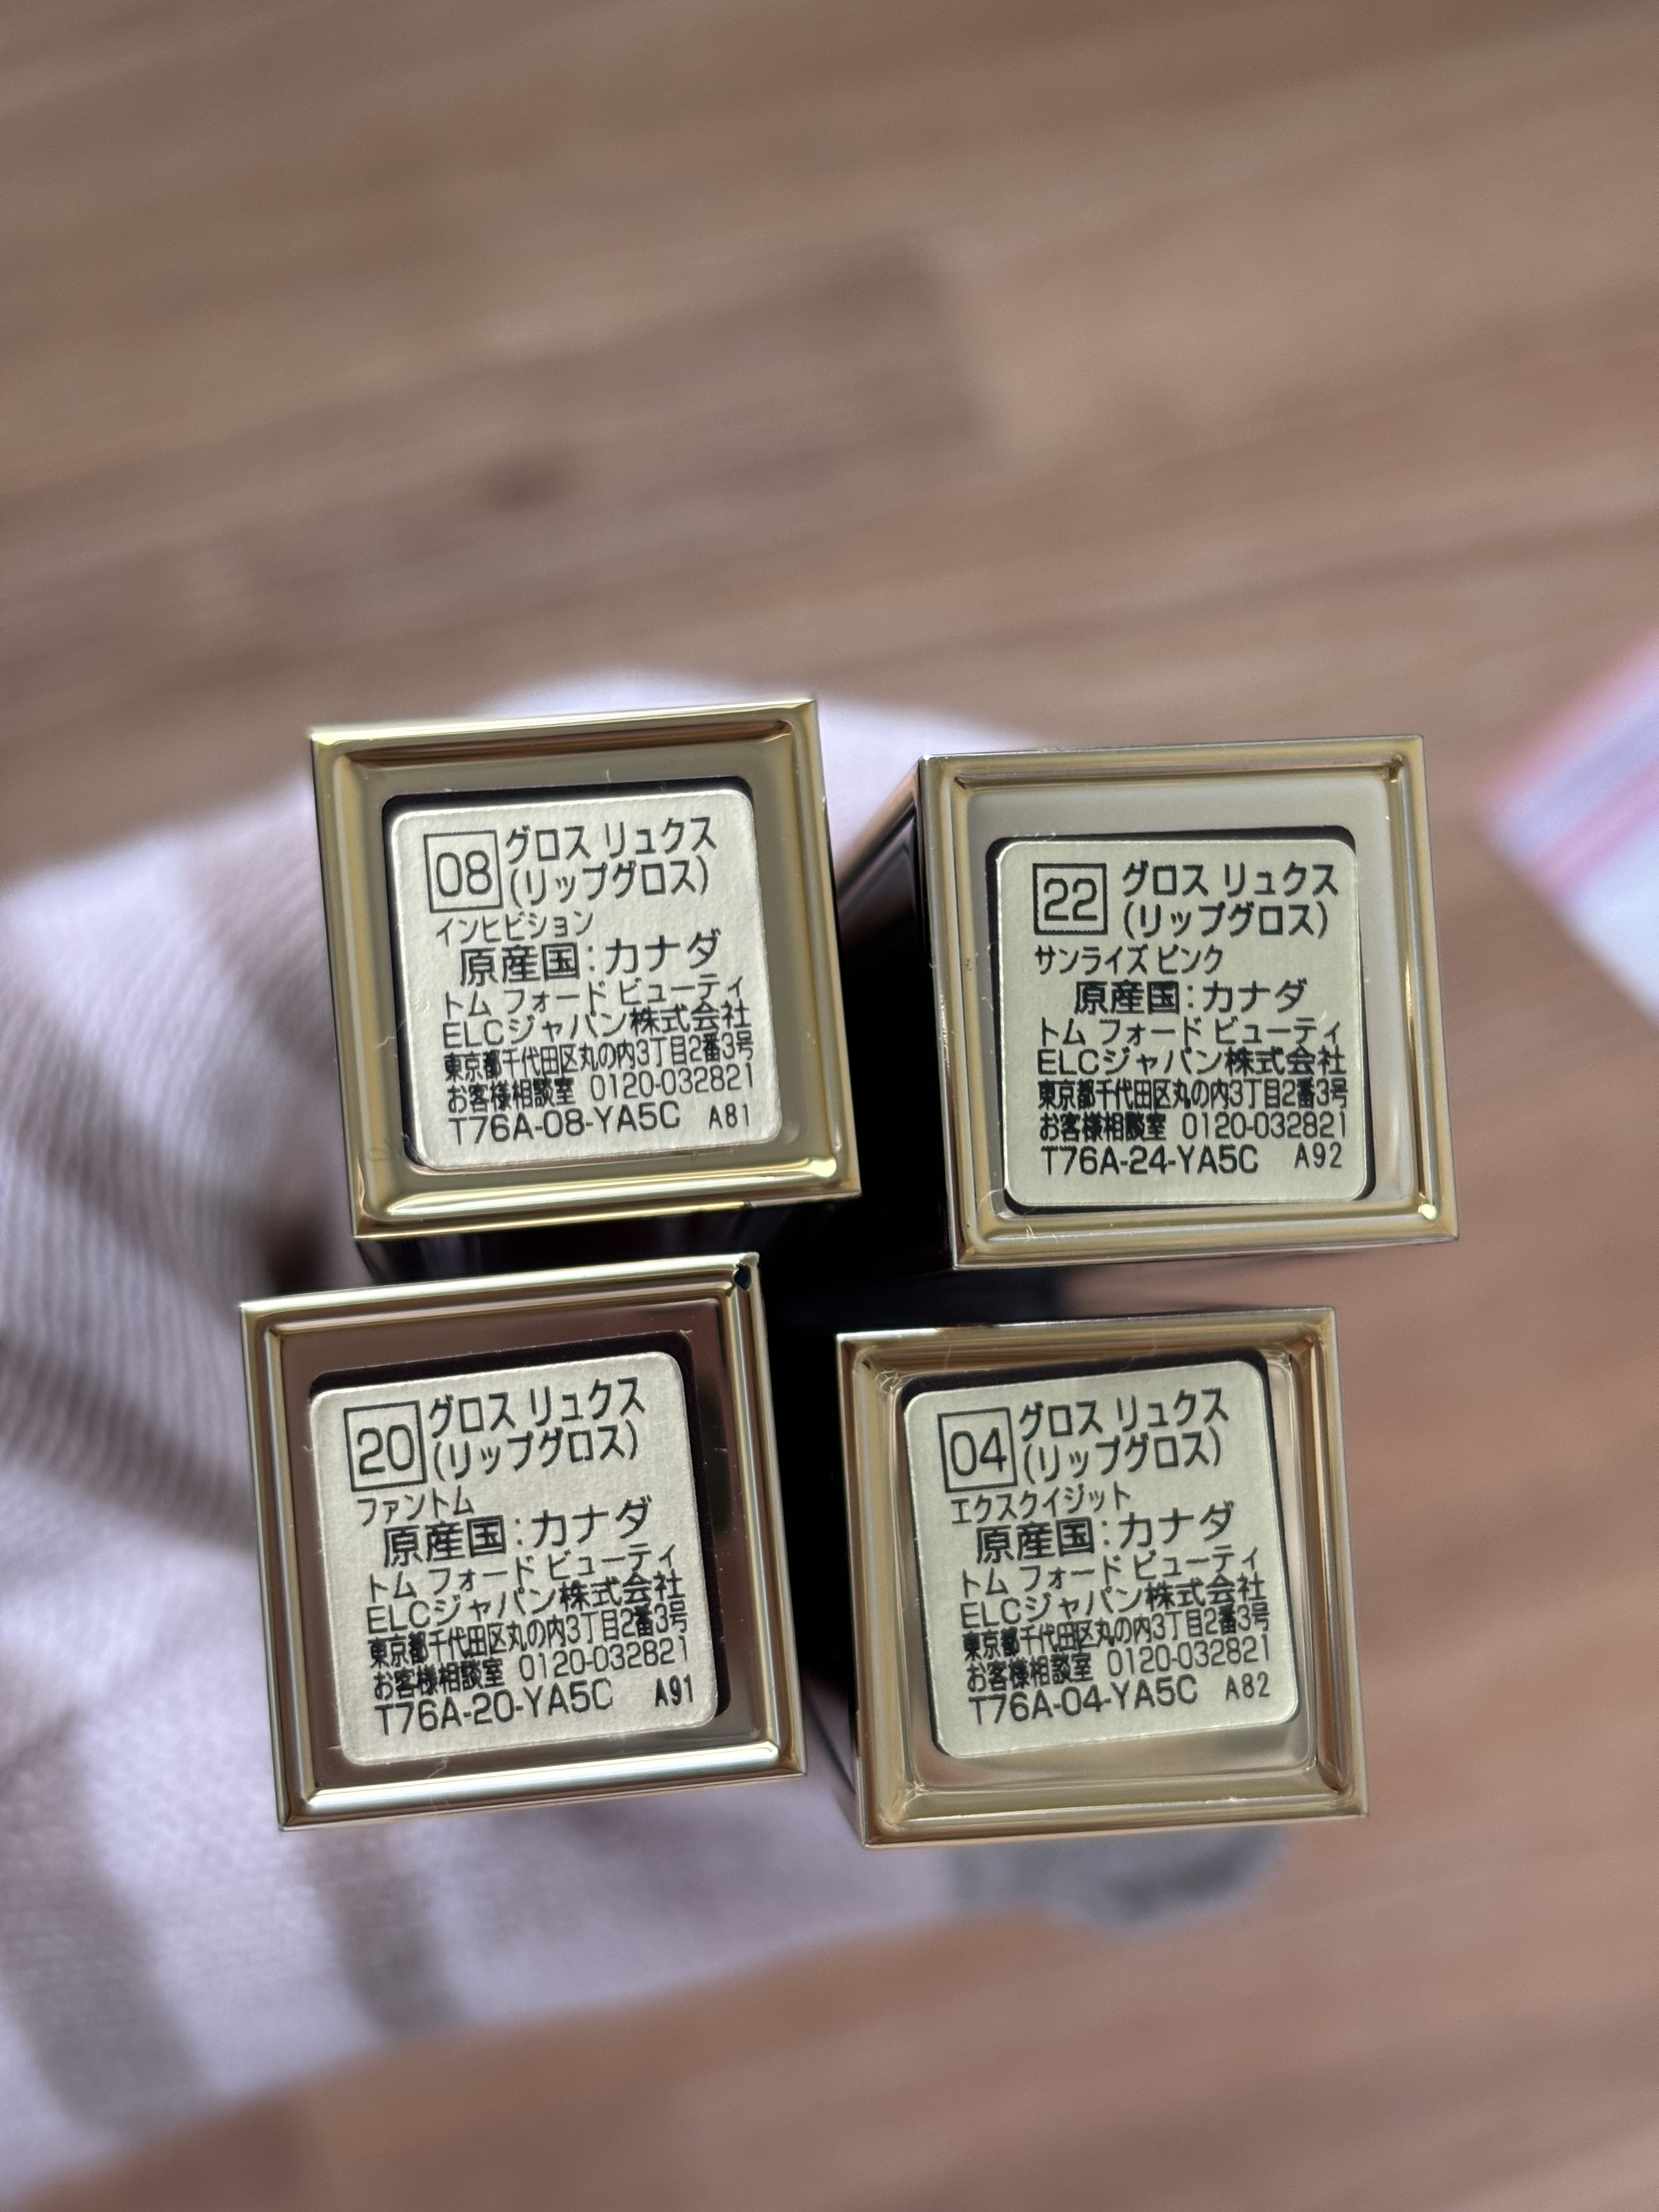 08 グロス リュクス
(リップグロス)
インヒビション
原産国:カナダ
トム フォード ビューティ
ELCジャパン株式会社
東京都千代田区丸の内3丁目2番3号
お客様相談室 0120-032821
T76A-08-YA5C A81
22 グロス リュクス
(リップグロス)
サンライズ ピンク
原産国:カナダ
トム フォード ビューティ
ELCジャパン株式会社
東京都千代田区丸の内3丁目2番3号
お客様相談室 0120-032821
T76A-24-YA5C A92
20 グロス リュクス
(リップグロス)
ファントム
原産国:カナダ
トム フォード ビューティ
ELCジャパン株式会社
東京都千代田区丸の内3丁目2番3号
お客様相談室 0120-032821
T76A-20-YA5C A91
04 グロス リュクス
(リップグロス)
エクスクイジット
原産国:カナダ
トム フォード ビューティ
ELCジャパン株式会社
東京都千代田区丸の内3丁目2番3号
お客様相談室 0120-032821
T76A-04-YA5C A82